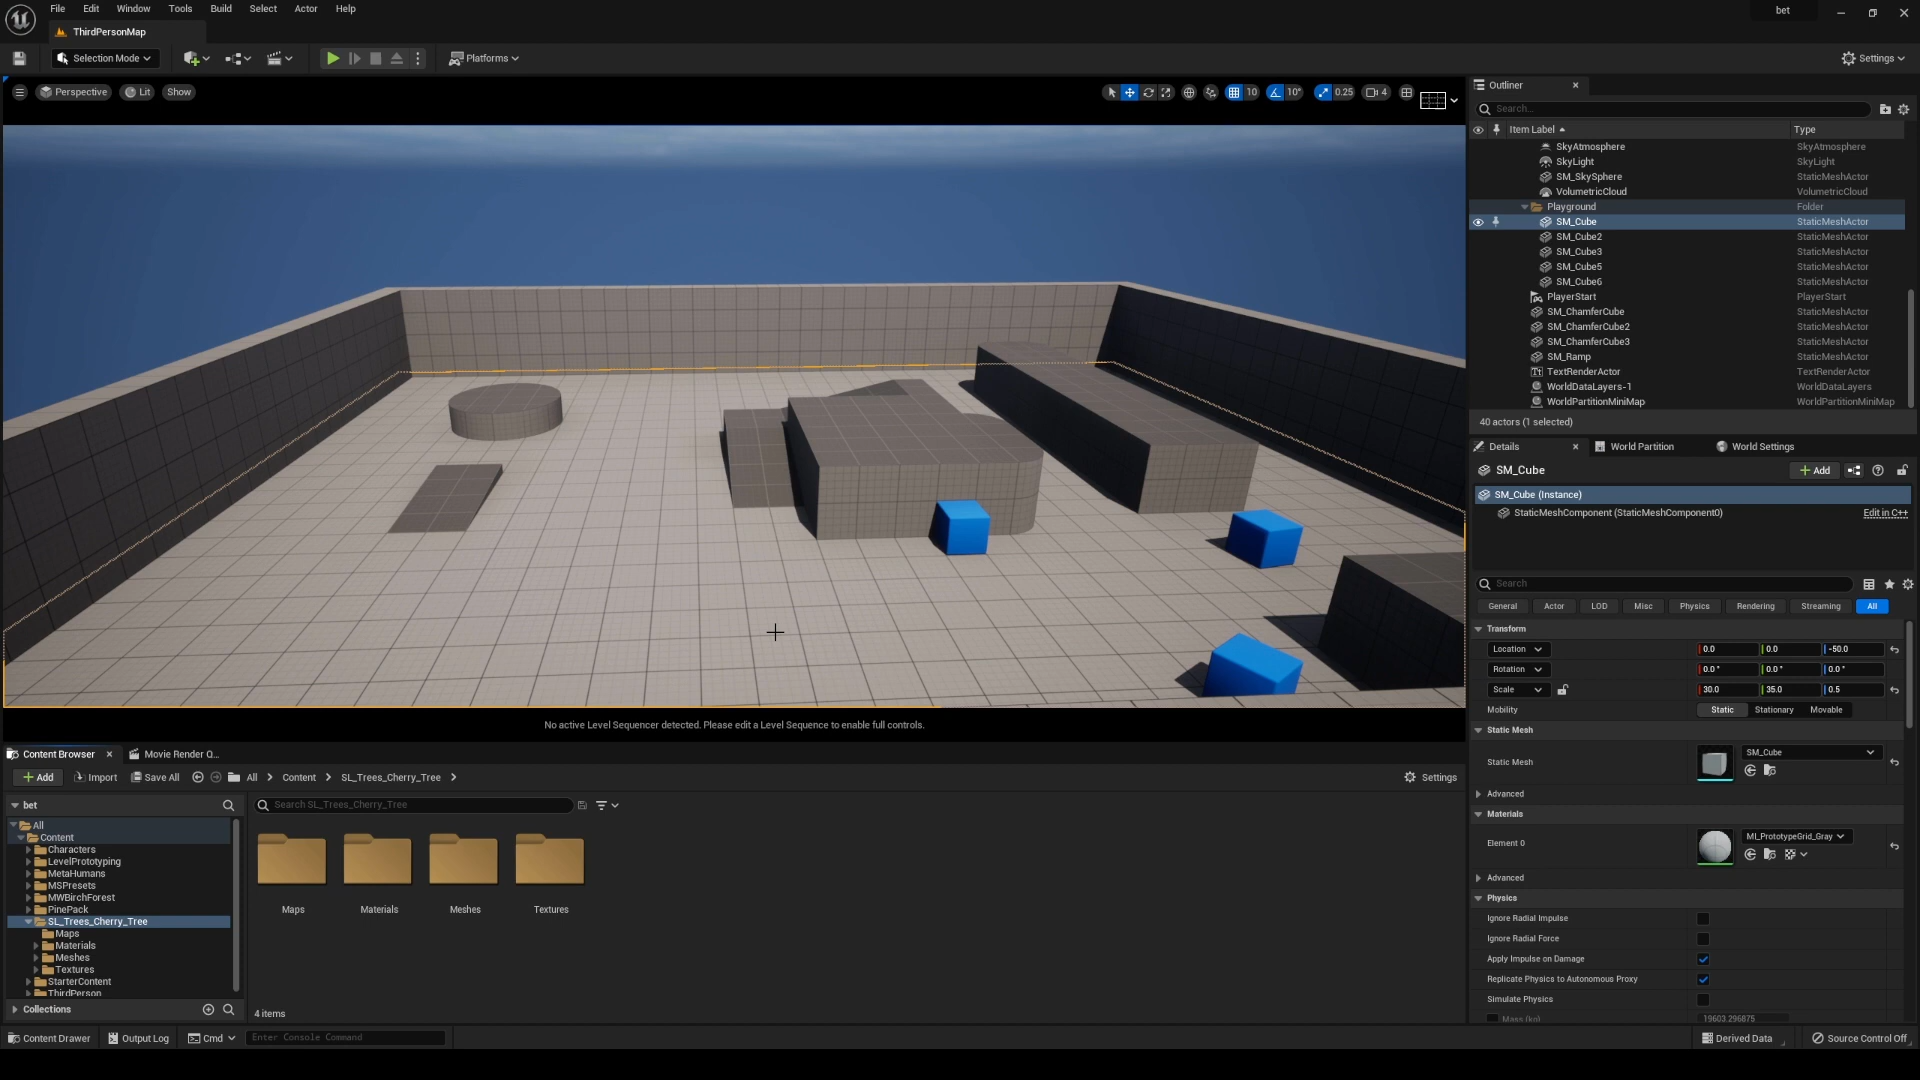 File Edit Window Tools Build Select Actor Help
bet
ThirdPersonMap
Selection Mode
Platforms
Settings
Perspective
Lit
Show
10
10°
0.25
4
Outliner
Search...
Item Label
Type
SkyAtmosphere SkyAtmosphere
SkyLight SkyLight
SM_SkySphere StaticMeshActor
VolumetricCloud VolumetricCloud
Playground Folder
SM_Cube StaticMeshActor
SM_Cube2 StaticMeshActor
SM_Cube3 StaticMeshActor
SM_Cube5 StaticMeshActor
SM_Cube6 StaticMeshActor
PlayerStart PlayerStart
SM_ChamferCube StaticMeshActor
SM_ChamferCube2 StaticMeshActor
SM_ChamferCube3 StaticMeshActor
SM_Ramp StaticMeshActor
TextRenderActor TextRenderActor
WorldDataLayers-1 WorldDataLayers
WorldPartitionMiniMap WorldPartitionMiniMap
40 actors (1 selected)
Details
World Partition
World Settings
SM_Cube
+ Add
SM_Cube (Instance)
StaticMeshComponent (StaticMeshComponent0)
Edit in C++
Search
General Actor LOD Misc Physics Rendering Streaming All
Transform
Location 0.0 0.0 -50.0
Rotation 0.0 ° 0.0 ° 0.0 °
Scale 30.0 35.0 0.5
Mobility Static Stationary Movable
Static Mesh
Static Mesh
SM_Cube
Advanced
Materials
Element 0
MI_PrototypeGrid_Gray
Advanced
Physics
Ignore Radial Impulse
Ignore Radial Force
Apply Impulse on Damage
Replicate Physics to Autonomous Proxy
Simulate Physics
Mass (kg) 19603.296875
No active Level Sequencer detected. Please edit a Level Sequence to enable full controls.
Content Browser
Movie Render Q...
+ Add
Import
Save All
All
Content
SL_Trees_Cherry_Tree
Settings
bet
Search SL_Trees_Cherry_Tree
All
Content
Characters
LevelPrototyping
MetaHumans
MSPresets
MWBirchForest
PinePack
SL_Trees_Cherry_Tree
Maps
Materials
Meshes
Textures
StarterContent
ThirdPerson
Collections
Maps
Materials
Meshes
Textures
4 items
Content Drawer
Output Log
Cmd
Enter Console Command
Derived Data
Source Control Off